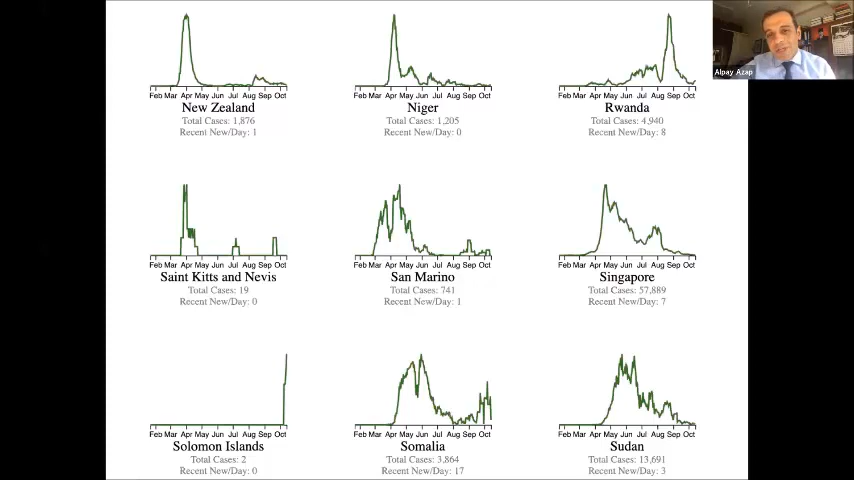 Alpay Azap
Feb Mar Apr May Jun Jul Aug Sep Oct
New Zealand
Total Cases: 1,876
Recent New/Day: 1
Feb Mar Apr May Jun Jul Aug Sep Oct
Niger
Total Cases: 1,205
Recent New/Day: 0
Feb Mar Apr May Jun Jul Aug Sep Oct
Rwanda
Total Cases: 4,940
Recent New/Day: 8
Feb Mar Apr May Jun Jul Aug Sep Oct
Saint Kitts and Nevis
Total Cases: 19
Recent New/Day: 0
Feb Mar Apr May Jun Jul Aug Sep Oct
San Marino
Total Cases: 741
Recent New/Day: 1
Feb Mar Apr May Jun Jul Aug Sep Oct
Singapore
Total Cases: 57,889
Recent New/Day: 7
Feb Mar Apr May Jun Jul Aug Sep Oct
Solomon Islands
Total Cases: 2
Recent New/Day: 0
Feb Mar Apr May Jun Jul Aug Sep Oct
Somalia
Total Cases: 3,864
Recent New/Day: 17
Feb Mar Apr May Jun Jul Aug Sep Oct
Sudan
Total Cases: 13,691
Recent New/Day: 3